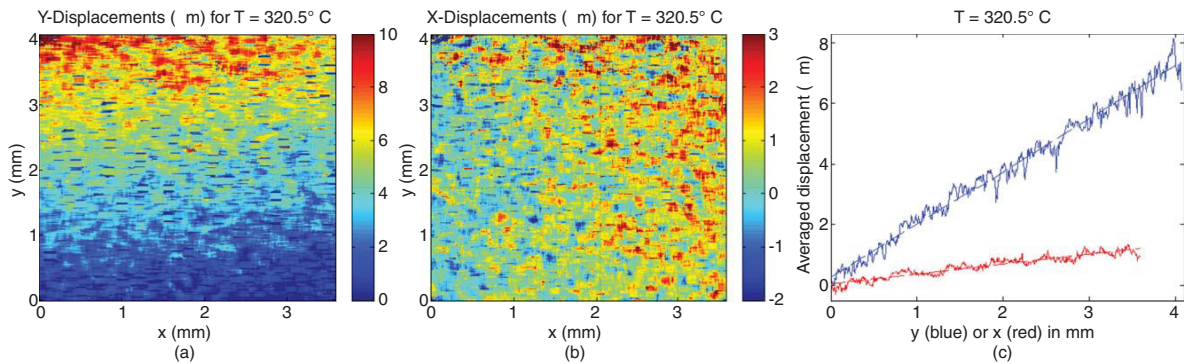 Y-Displacements ( m) for T = 320.5° C
4
3
2
1
0
y (mm)
0 1 2 3
x (mm)
(a)
10
8
6
4
2
0
X-Displacements ( m) for T = 320.5° C
4
3
2
1
0
y (mm)
0 1 2 3
x (mm)
(b)
3
2
1
0
-1
-2
T = 320.5° C
8
6
4
2
0
Averaged displacement ( m)
0 1 2 3 4
y (blue) or x (red) in mm
(c)